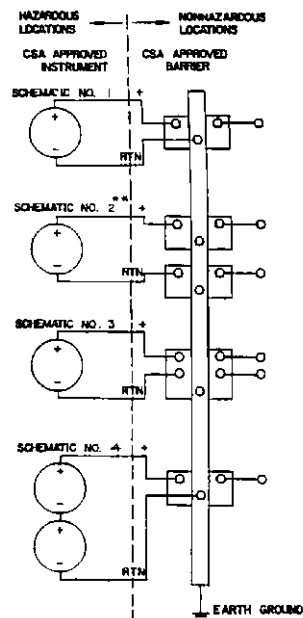 HAZARDOUS LOCATIONS
NONHAZARDOUS LOCATIONS
CSA APPROVED INSTRUMENT
CSA APPROVED BARRIER
SCHEMATIC NO. 1 +
+
-
RTN
SCHEMATIC NO. 2** +
+
-
RTN
SCHEMATIC NO. 3 +
+
-
RTN
SCHEMATIC NO. 4 +
+
-
+
-
RTN
EARTH GROUND